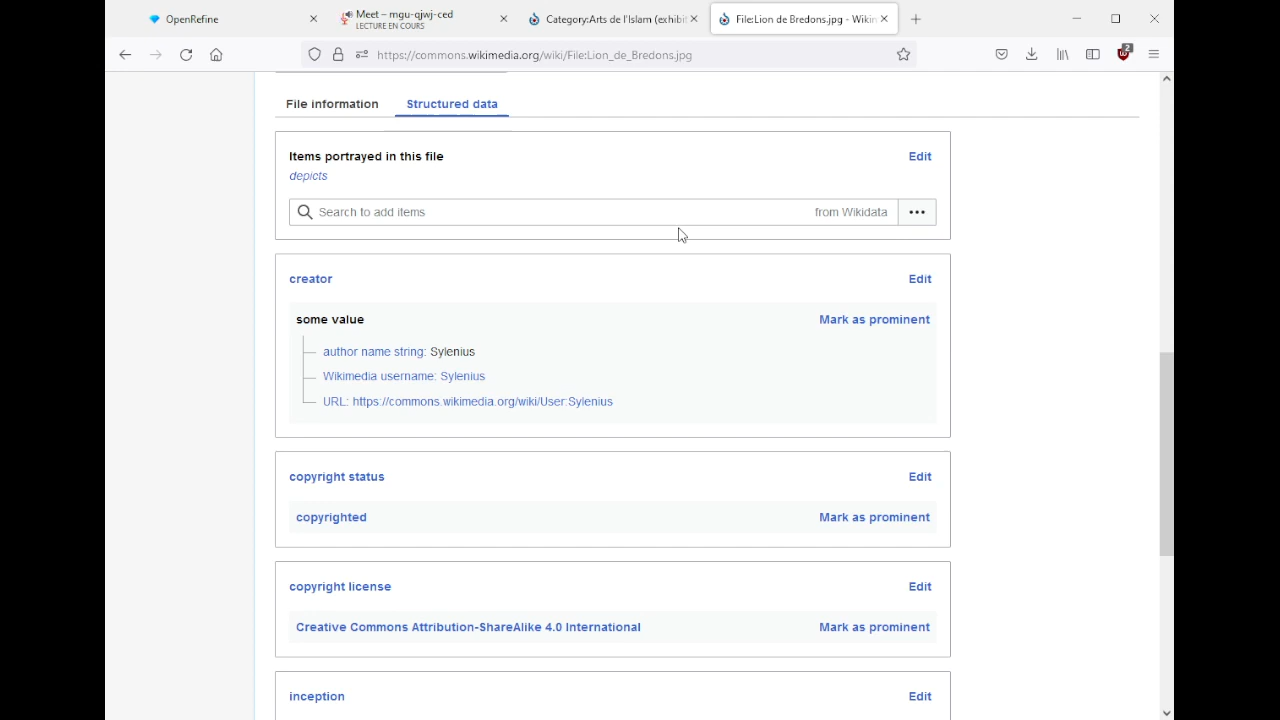 OpenRefine
Meet – mgu-qjwj-ced
LECTURE EN COURS
Category:Arts de l'Islam (exhibit
File:Lion de Bredons.jpg - Wikin
https://commons.wikimedia.org/wiki/File:Lion_de_Bredons.jpg
2
File information
Structured data
Items portrayed in this file
Edit
depicts
Search to add items
from Wikidata
creator
Edit
some value
Mark as prominent
author name string: Sylenius
Wikimedia username: Sylenius
URL: https://commons.wikimedia.org/wiki/User:Sylenius
copyright status
Edit
copyrighted
Mark as prominent
copyright license
Edit
Creative Commons Attribution-ShareAlike 4.0 International
Mark as prominent
inception
Edit